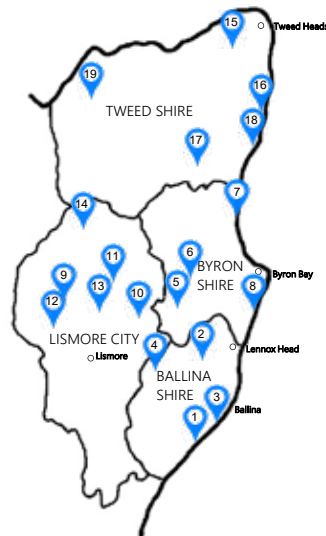 15
Tweed Heads
19
16
TWEED SHIRE
18
17
7
14
6
11
BYRON
SHIRE
Byron Bay
9
5
8
13
10
12
LISMORE CITY
2
4
Lennox Head
Lismore
BALLINA
SHIRE
3
Ballina
1